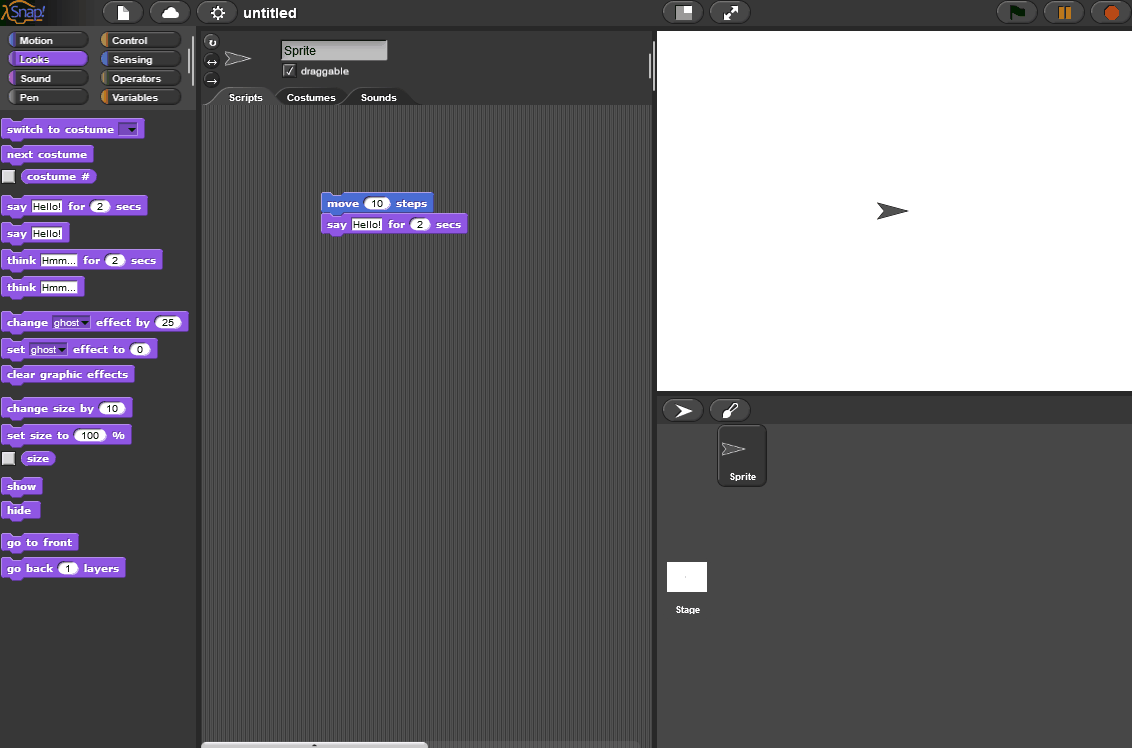 Snap!
untitled
Motion
Control
Looks
Sensing
Sound
Operators
Pen
Variables
Sprite
draggable
Scripts
Costumes
Sounds
switch to costume
next costume
costume #
say Hello! for 2 secs
say Hello!
think Hmm... for 2 secs
think Hmm...
change ghost effect by 25
set ghost effect to 0
clear graphic effects
change size by 10
set size to 100 %
size
show
hide
go to front
go back 1 layers
move 10 steps
say Hello! for 2 secs
Sprite
Stage